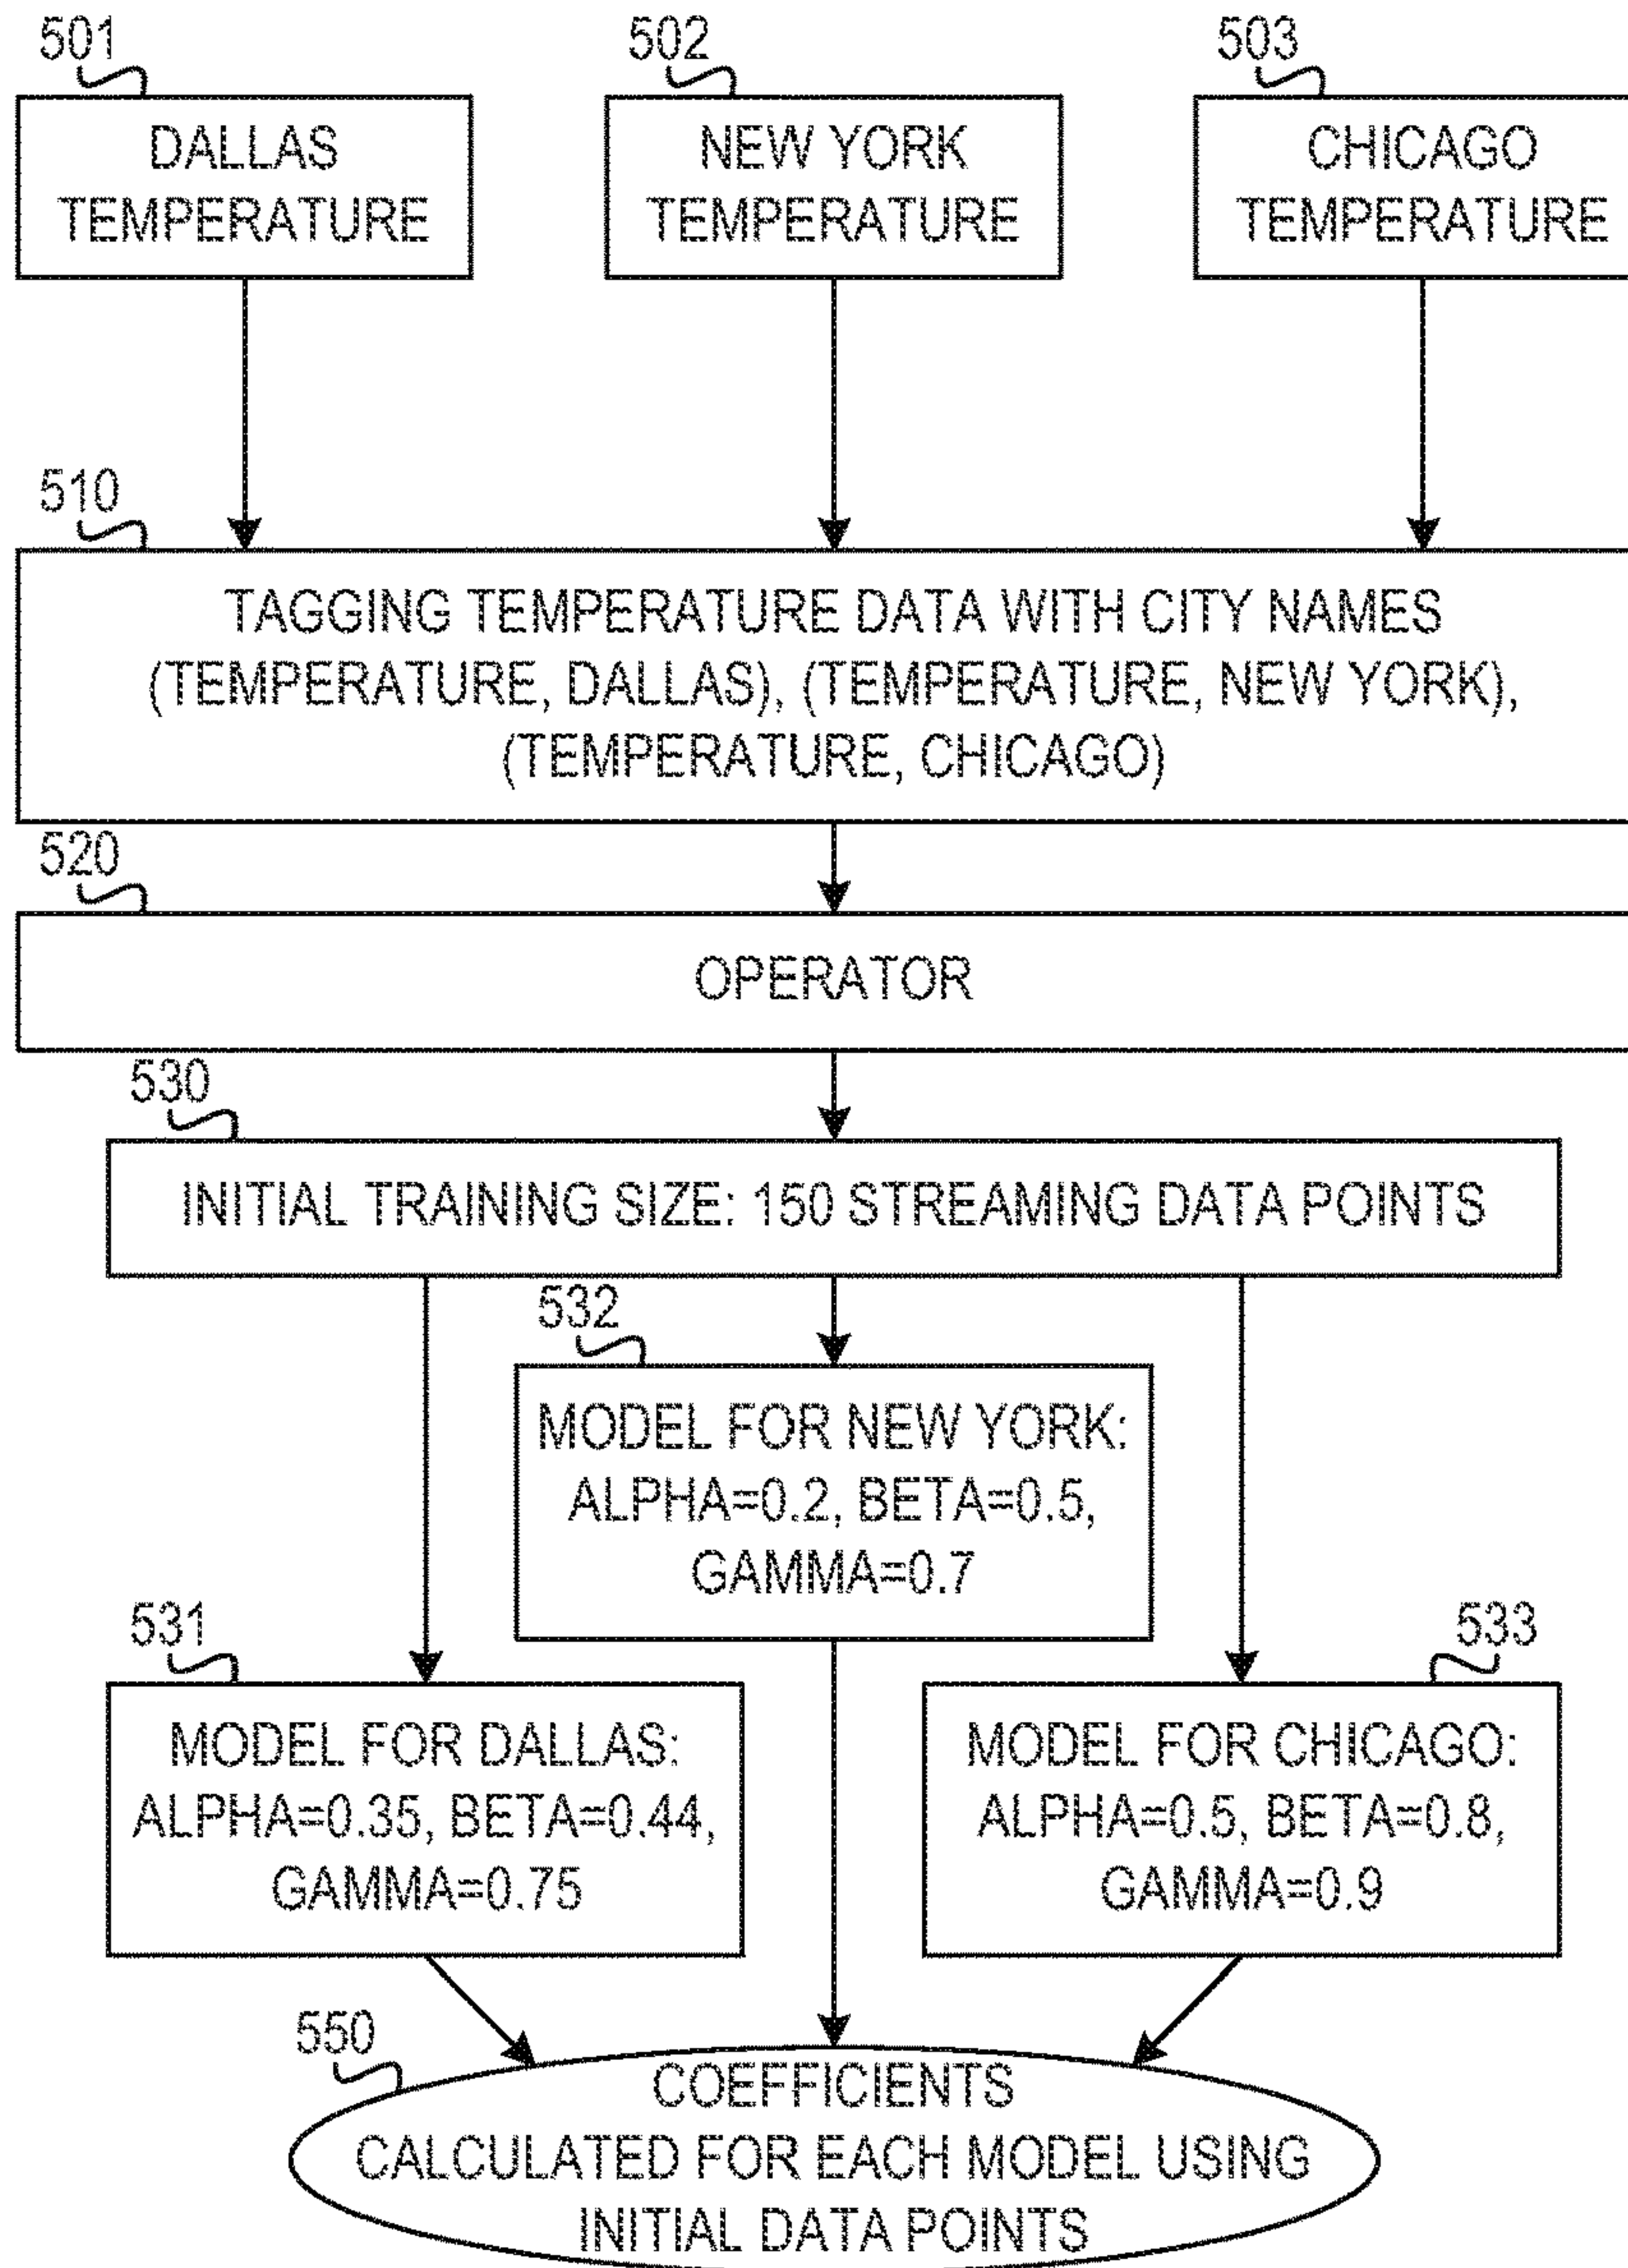 501
DALLAS
TEMPERATURE
502
NEW YORK
TEMPERATURE
503
CHICAGO
TEMPERATURE
510
TAGGING TEMPERATURE DATA WITH CITY NAMES
(TEMPERATURE, DALLAS), (TEMPERATURE, NEW YORK),
(TEMPERATURE, CHICAGO)
520
OPERATOR
530
INITIAL TRAINING SIZE: 150 STREAMING DATA POINTS
532
MODEL FOR NEW YORK:
ALPHA=0.2, BETA=0.5,
GAMMA=0.7
531
MODEL FOR DALLAS:
ALPHA=0.35, BETA=0.44,
GAMMA=0.75
533
MODEL FOR CHICAGO:
ALPHA=0.5, BETA=0.8,
GAMMA=0.9
550
COEFFICIENTS
CALCULATED FOR EACH MODEL USING
INITIAL DATA POINTS